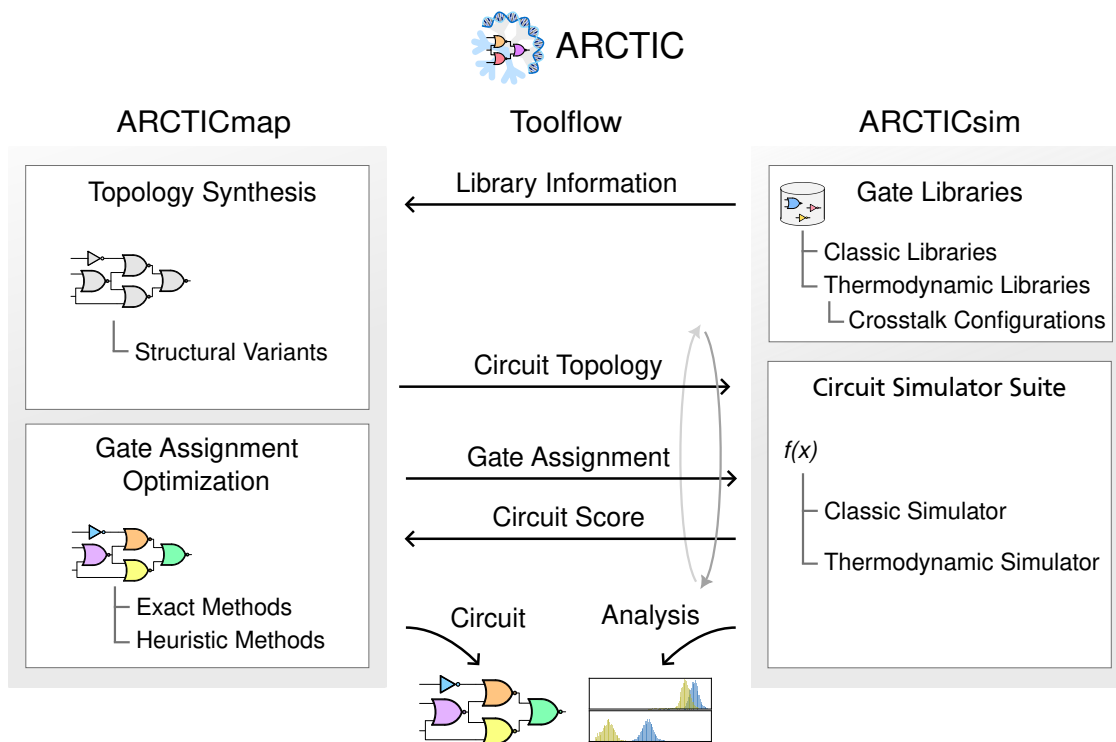 ARCTIC
ARCTICmap
Toolflow
ARCTICsim
Topology Synthesis
Structural Variants
Gate Assignment
Optimization
Exact Methods
Heuristic Methods
Library Information
Circuit Topology
Gate Assignment
Circuit Score
Circuit
Analysis
Gate Libraries
Classic Libraries
Thermodynamic Libraries
Crosstalk Configurations
Circuit Simulator Suite
f(x)
Classic Simulator
Thermodynamic Simulator